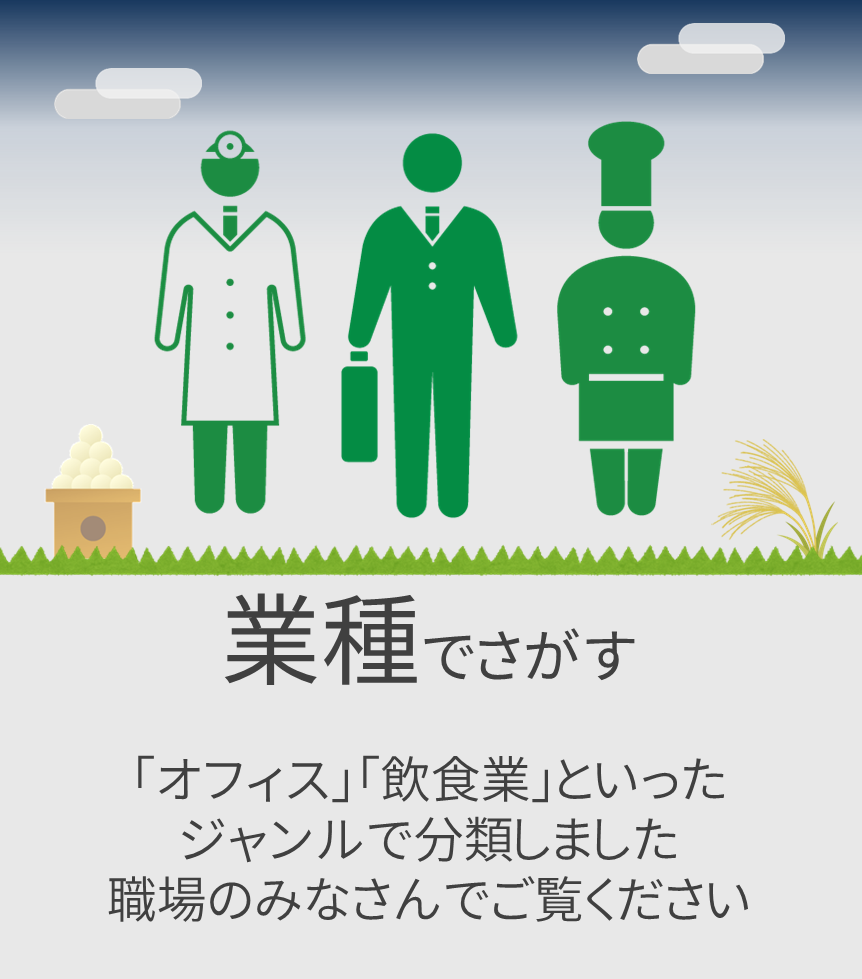 業種でさがす
「オフィス」「飲食業」といった
ジャンルで分類しました
職場のみなさんでご覧ください